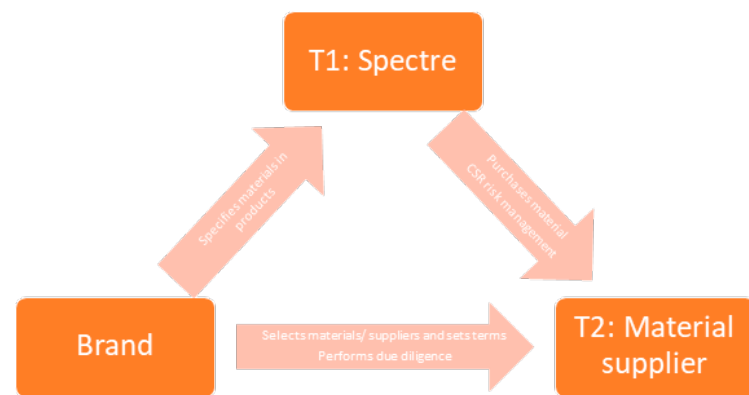 T1: Spectre
Specifies materials in
products
Purchases material
CSR risk management
Brand
Selects materials/ suppliers and sets terms
Performs due diligence
T2: Material
supplier